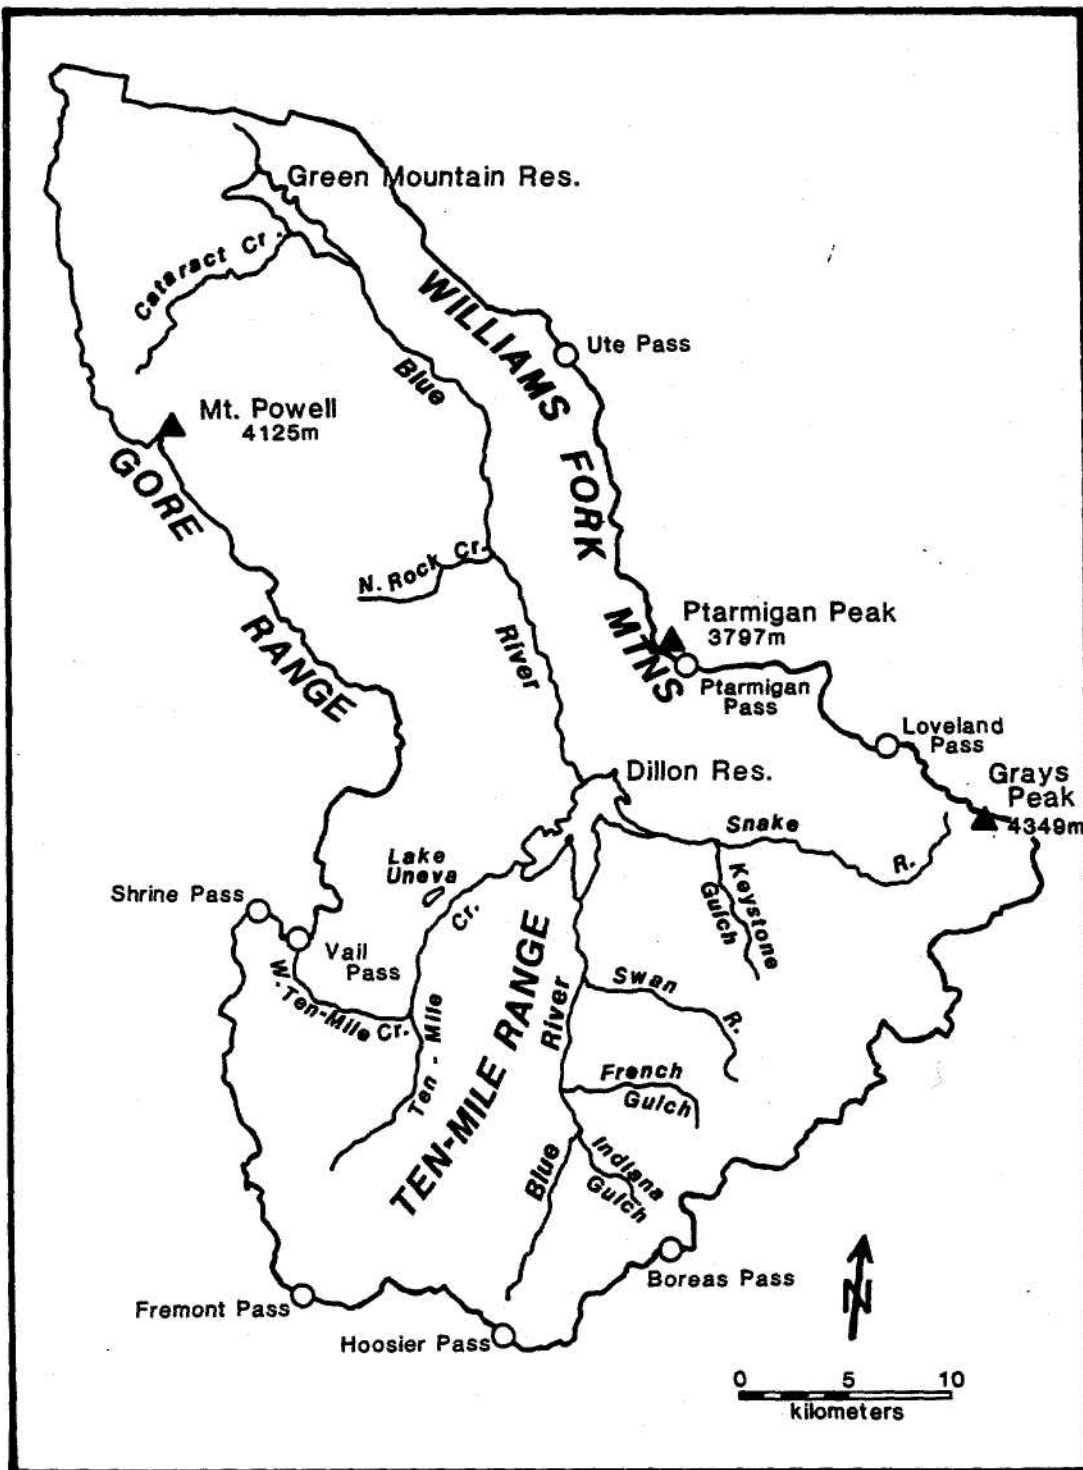 Green Mountain Res.
Cataract Cr.
WILLIAMS FORK MTNS
Ute Pass
Blue
Mt. Powell
4125m
GORE
RANGE
N. Rock Cr.
River
Ptarmigan Peak
3797m
Ptarmigan
Pass
Loveland
Pass
Dillon Res.
Grays
Peak
4349m
Snake
R.
Lake
Uneva
Keystone
Gulch
Shrine Pass
Cr.
Vail
Pass
TEN-MILE RANGE
River
Swan
R.
W. Ten-Mile Cr.
Ten - Mile
French
Gulch
Blue
Indiana
Gulch
Boreas Pass
Fremont Pass
Hoosier Pass
N
0 5 10
kilometers